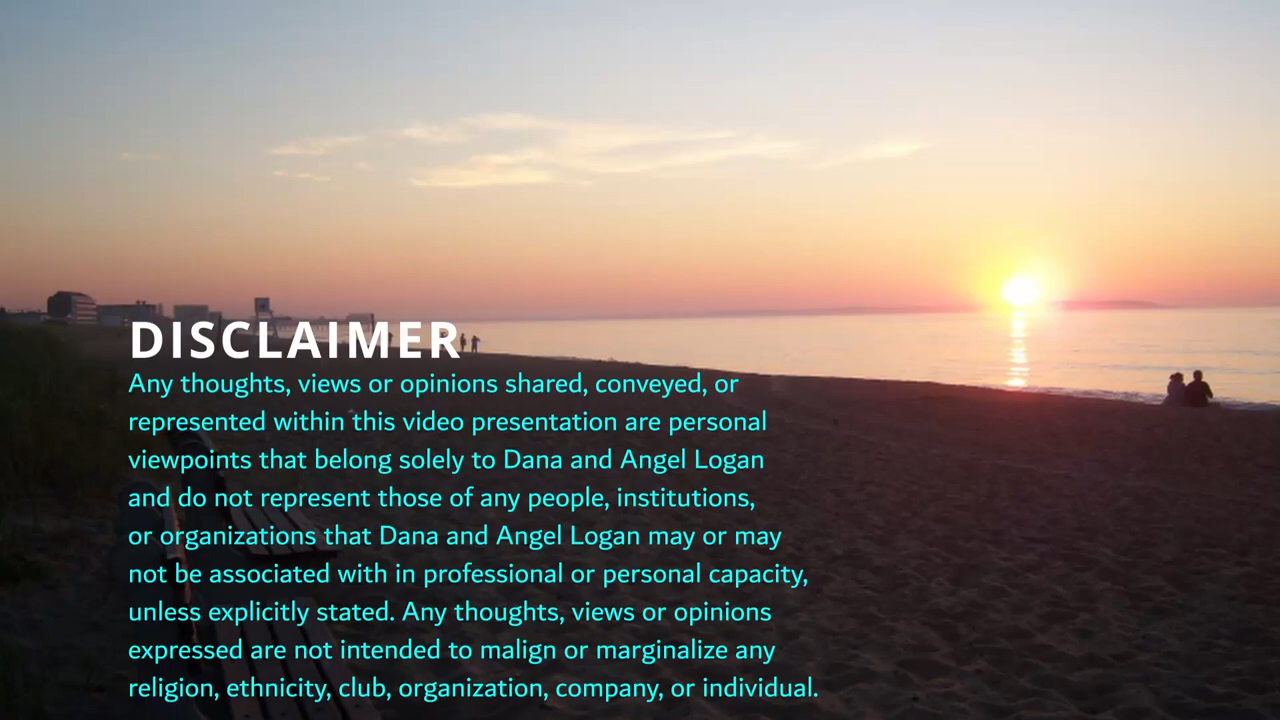 DISCLAIMER
Any thoughts, views or opinions shared, conveyed, or
represented within this video presentation are personal
viewpoints that belong solely to Dana and Angel Logan
and do not represent those of any people, institutions,
or organizations that Dana and Angel Logan may or may
not be associated with in professional or personal capacity,
unless explicitly stated. Any thoughts, views or opinions
expressed are not intended to malign or marginalize any
religion, ethnicity, club, organization, company, or individual.